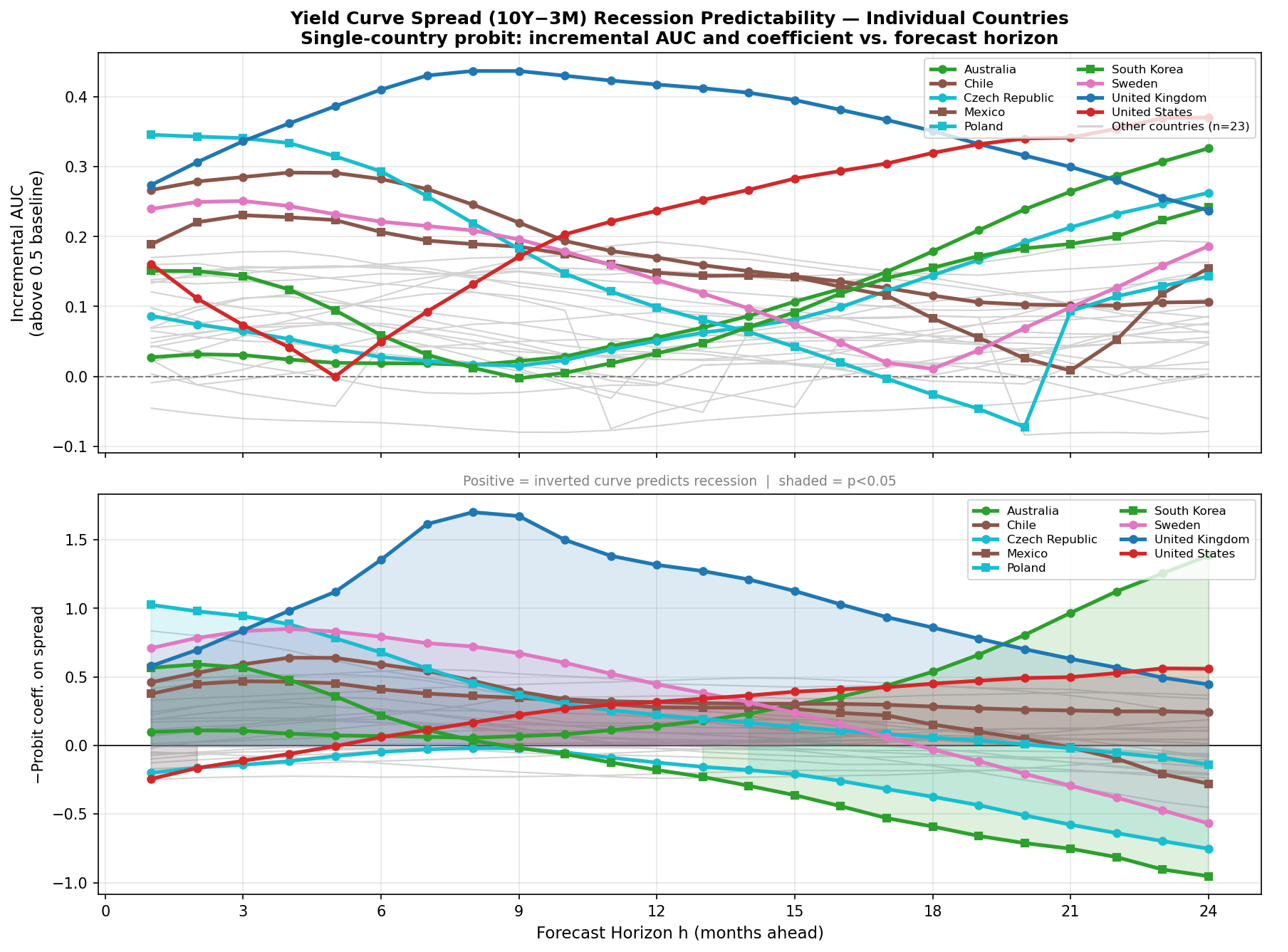 Yield Curve Spread (10Y−3M) Recession Predictability — Individual Countries
Single-country probit: incremental AUC and coefficient vs. forecast horizon
Incremental AUC
(above 0.5 baseline)
0.4
0.3
0.2
0.1
0.0
−0.1
Australia
Chile
Czech Republic
Mexico
Poland
South Korea
Sweden
United Kingdom
United States
Other countries (n=23)
Positive = inverted curve predicts recession | shaded = p<0.05
−Probit coeff. on spread
1.5
1.0
0.5
0.0
−0.5
−1.0
Australia
Chile
Czech Republic
Mexico
Poland
South Korea
Sweden
United Kingdom
United States
0 3 6 9 12 15 18 21 24
Forecast Horizon h (months ahead)